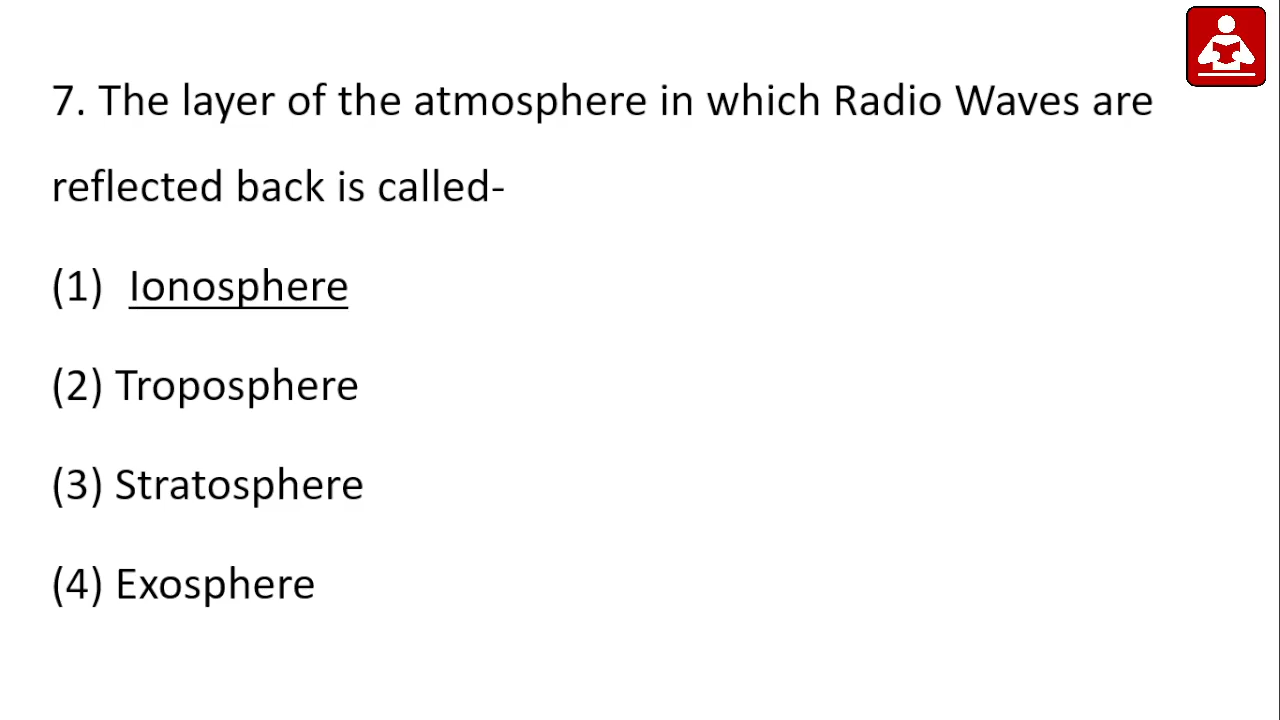 7. The layer of the atmosphere in which Radio Waves are
reflected back is called-
(1) Ionosphere
(2) Troposphere
(3) Stratosphere
(4) Exosphere